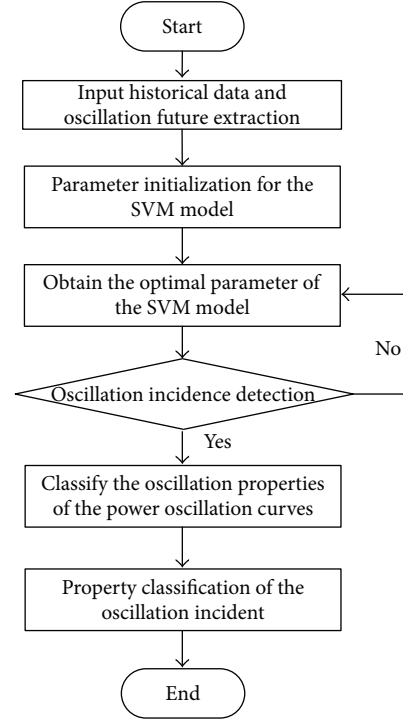 Start
Input historical data and
oscillation future extraction
Parameter initialization for the
SVM model
Obtain the optimal parameter of
the SVM model
No
Oscillation incidence detection
Yes
Classify the oscillation properties
of the power oscillation curves
Property classification of the
oscillation incident
End